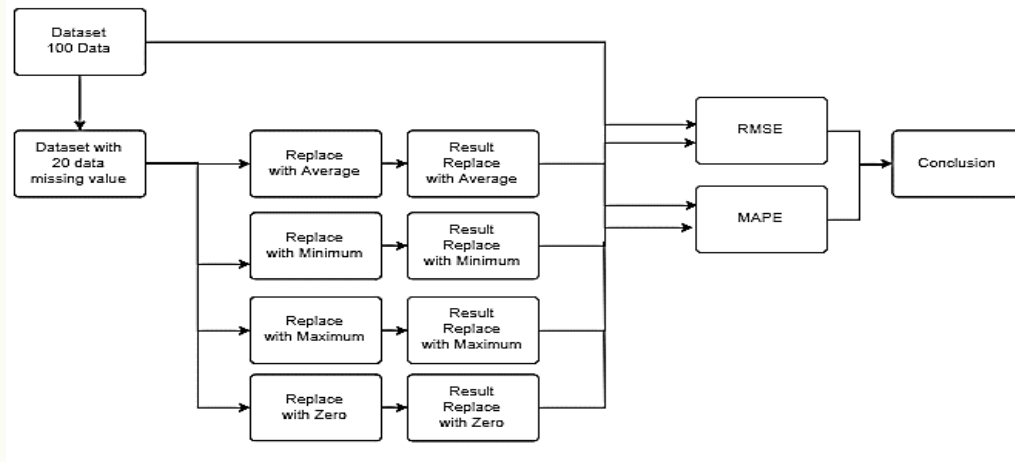 Dataset
100 Data
Dataset with
20 data
missing value
Replace
with Average
Result
Replace
with Average
Replace
with Minimum
Result
Replace
with Minimum
Replace
with Maximum
Result
Replace
with Maximum
Replace
with Zero
Result
Replace
with Zero
RMSE
MAPE
Conclusion